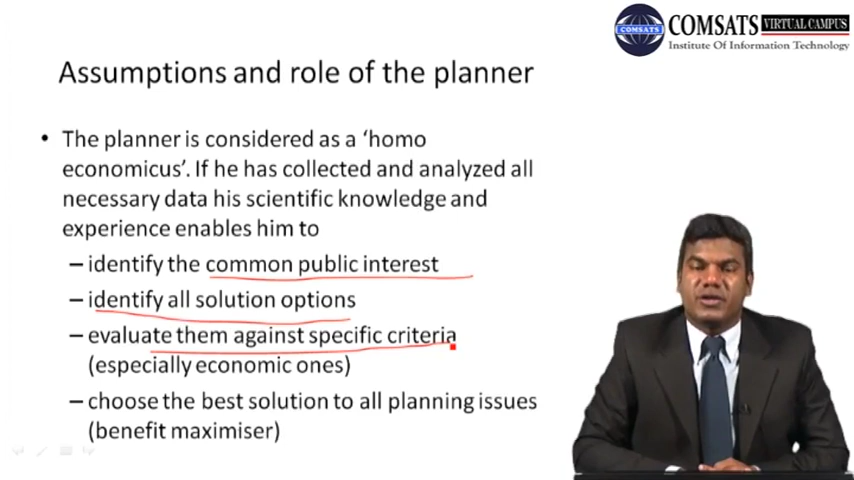 COMSATS VIRTUAL CAMPUS
COMSATS
Institute Of Information Technology
Assumptions and role of the planner
• The planner is considered as a ‘homo
economicus’. If he has collected and analyzed all
necessary data his scientific knowledge and
experience enables him to
– identify the common public interest
– identify all solution options
– evaluate them against specific criteria
(especially economic ones)
– choose the best solution to all planning issues
(benefit maximiser)